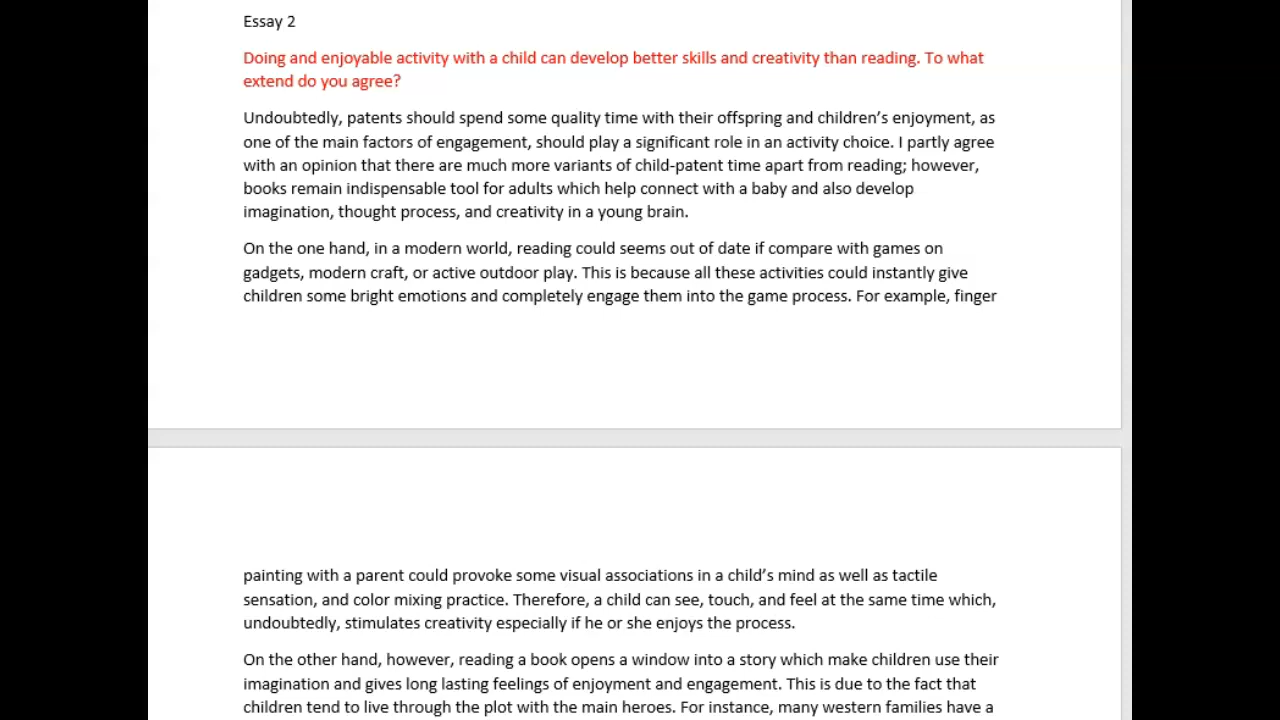 Essay 2
Doing and enjoyable activity with a child can develop better skills and creativity than reading. To what
extend do you agree?
Undoubtedly, patents should spend some quality time with their offspring and children’s enjoyment, as
one of the main factors of engagement, should play a significant role in an activity choice. I partly agree
with an opinion that there are much more variants of child-patent time apart from reading; however,
books remain indispensable tool for adults which help connect with a baby and also develop
imagination, thought process, and creativity in a young brain.
On the one hand, in a modern world, reading could seems out of date if compare with games on
gadgets, modern craft, or active outdoor play. This is because all these activities could instantly give
children some bright emotions and completely engage them into the game process. For example, finger
painting with a parent could provoke some visual associations in a child’s mind as well as tactile
sensation, and color mixing practice. Therefore, a child can see, touch, and feel at the same time which,
undoubtedly, stimulates creativity especially if he or she enjoys the process.
On the other hand, however, reading a book opens a window into a story which make children use their
imagination and gives long lasting feelings of enjoyment and engagement. This is due to the fact that
children tend to live through the plot with the main heroes. For instance, many western families have a